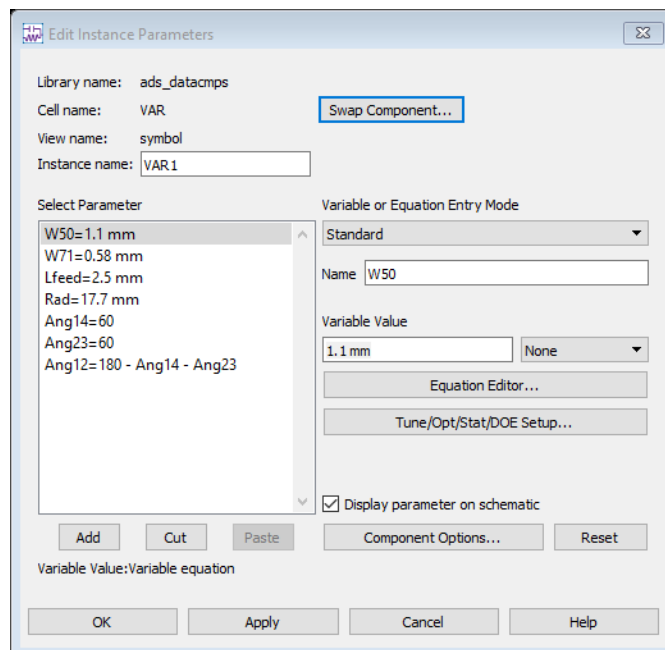 Edit Instance Parameters
Library name: ads_datacmps
Cell name: VAR Swap Component...
View name: symbol
Instance name: VAR1
Select Parameter Variable or Equation Entry Mode
W50=1.1 mm Standard
W71=0.58 mm
Lfeed=2.5 mm Name W50
Rad=17.7 mm
Ang14=60 Variable Value
Ang23=60 1.1 mm None
Ang12=180 - Ang14 - Ang23
Equation Editor...
Tune/Opt/Stat/DOE Setup...
Display parameter on schematic
Add Cut Paste Component Options... Reset
Variable Value:Variable equation
OK Apply Cancel Help